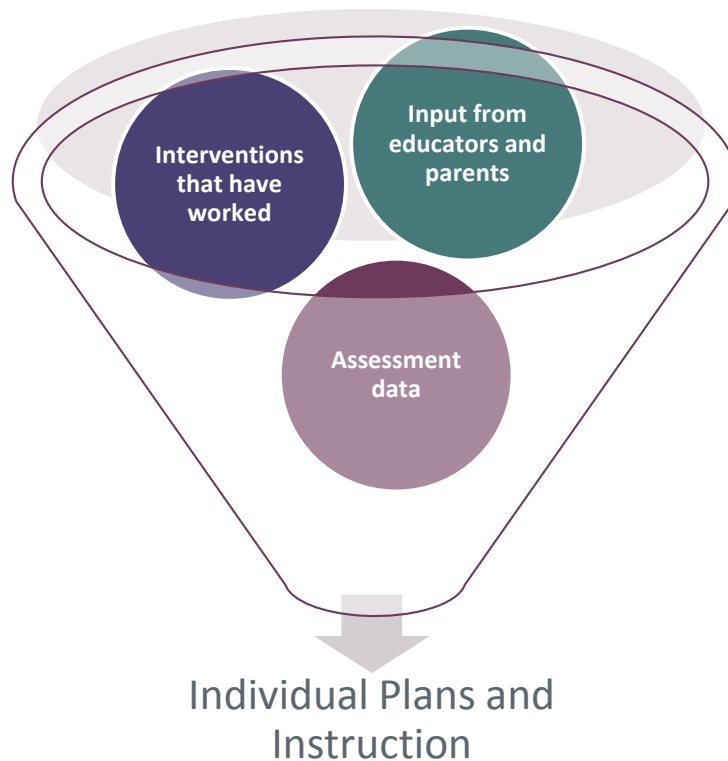 Interventions
that have
worked
Input from
educators and
parents
Assessment
data
Individual Plans and
Instruction